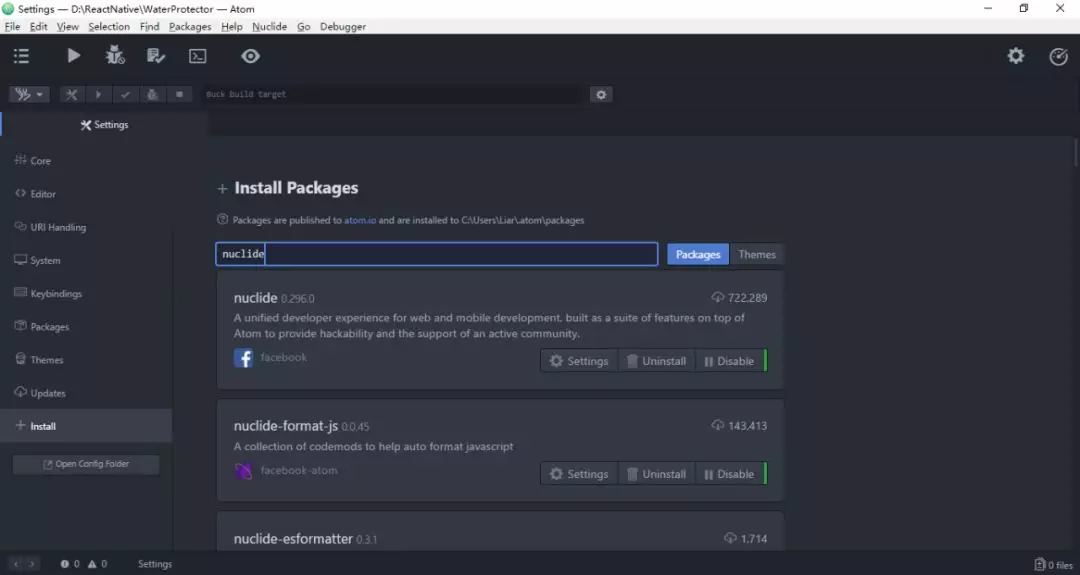 Settings — D:\ReactNative\WaterProtector — Atom
File Edit View Selection Find Packages Help Nuclide Go Debugger
Buck build target
Settings
Core
Editor
URI Handling
System
Keybindings
Packages
Themes
Updates
Install
Open Config Folder
Install Packages
Packages are published to atom.io and are installed to C:\Users\Liar\.atom\packages
nuclide
Packages Themes
nuclide 0.296.0 722,289
A unified developer experience for web and mobile development, built as a suite of features on top of
Atom to provide hackability and the support of an active community.
facebook
Settings Uninstall Disable
nuclide-format-js 0.0.45 143,413
A collection of codemods to help auto format javascript
facebook-atom
Settings Uninstall Disable
nuclide-esformatter 0.3.1 1,714
0 0 Settings 0 files